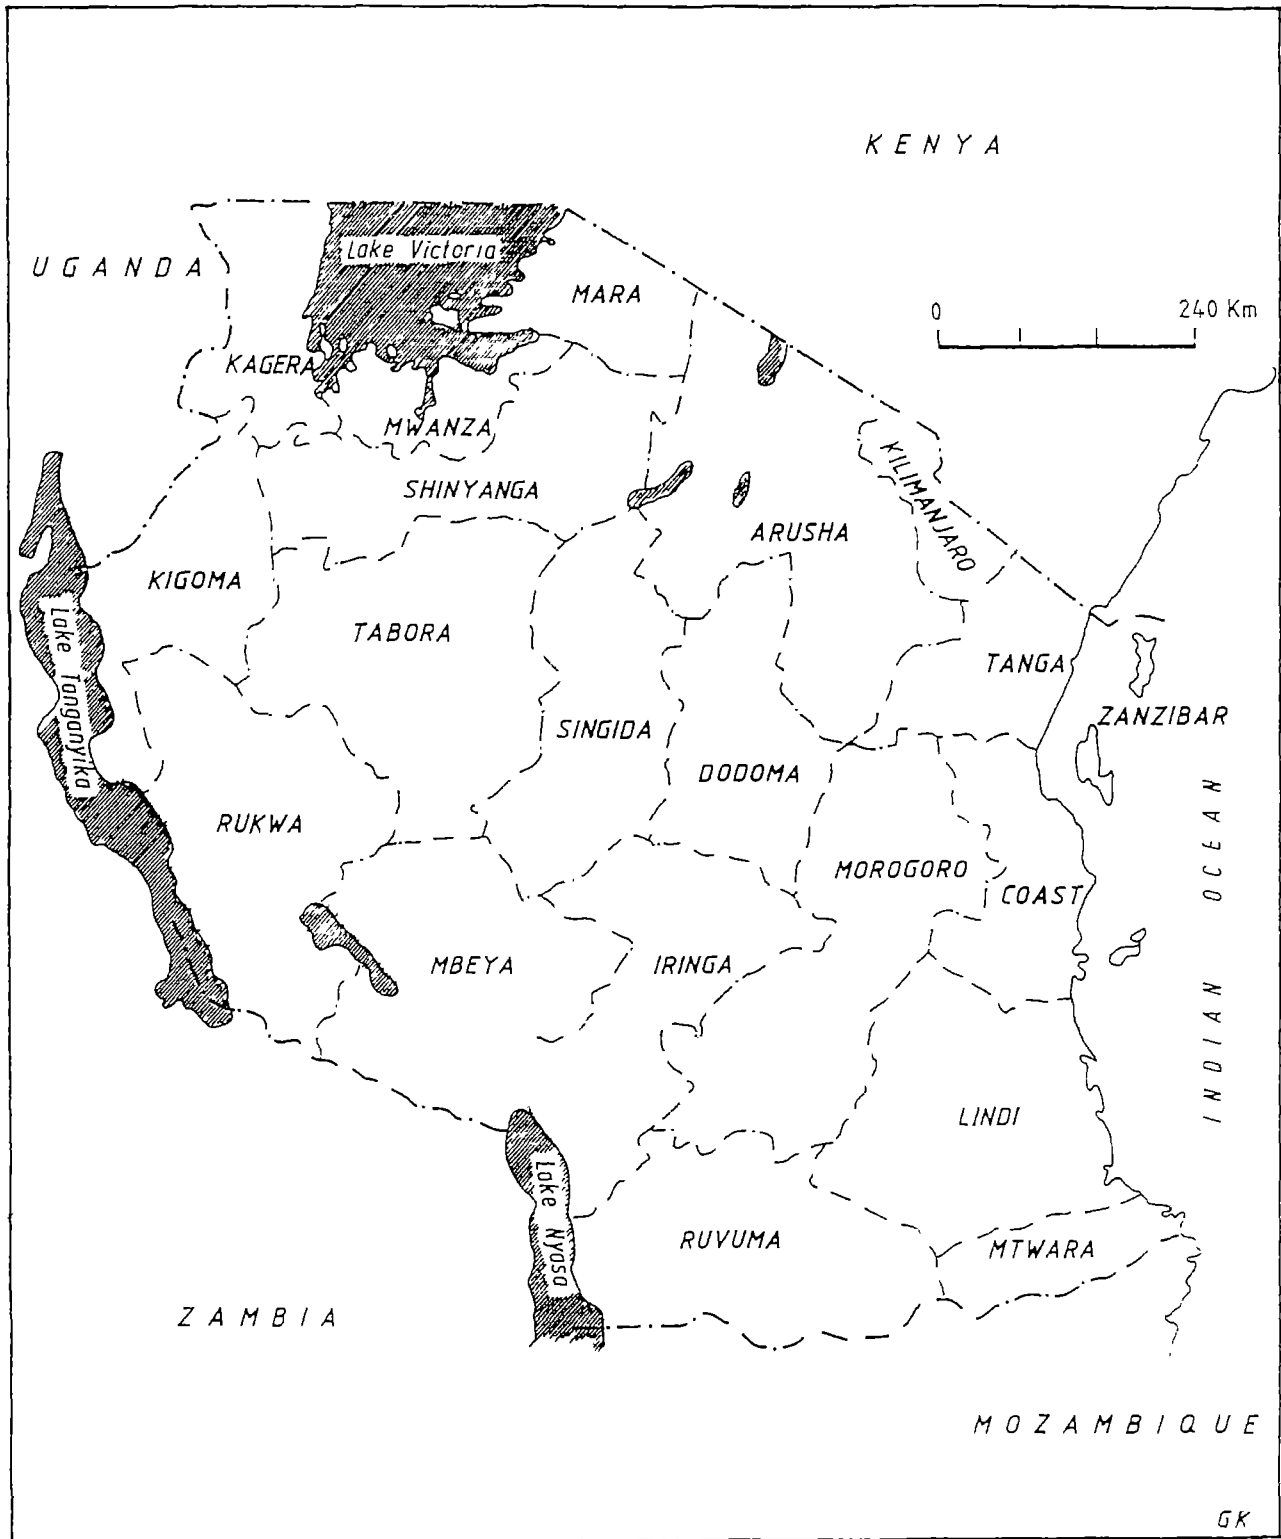 KENYA
UGANDA
Lake Victoria
MARA
0 240 Km
KAGERA
MWANZA
SHINYANGA
KILIMANJARO
ARUSHA
KIGOMA
TABORA
Lake Tanganyika
TANGA
ZANZIBAR
SINGIDA
DODOMA
RUKWA
MOROGORO
COAST
MBEYA
IRINGA
INDIAN OCEAN
LINDI
Lake Nyasa
RUVUMA
MTWARA
ZAMBIA
MOZAMBIQUE
GK